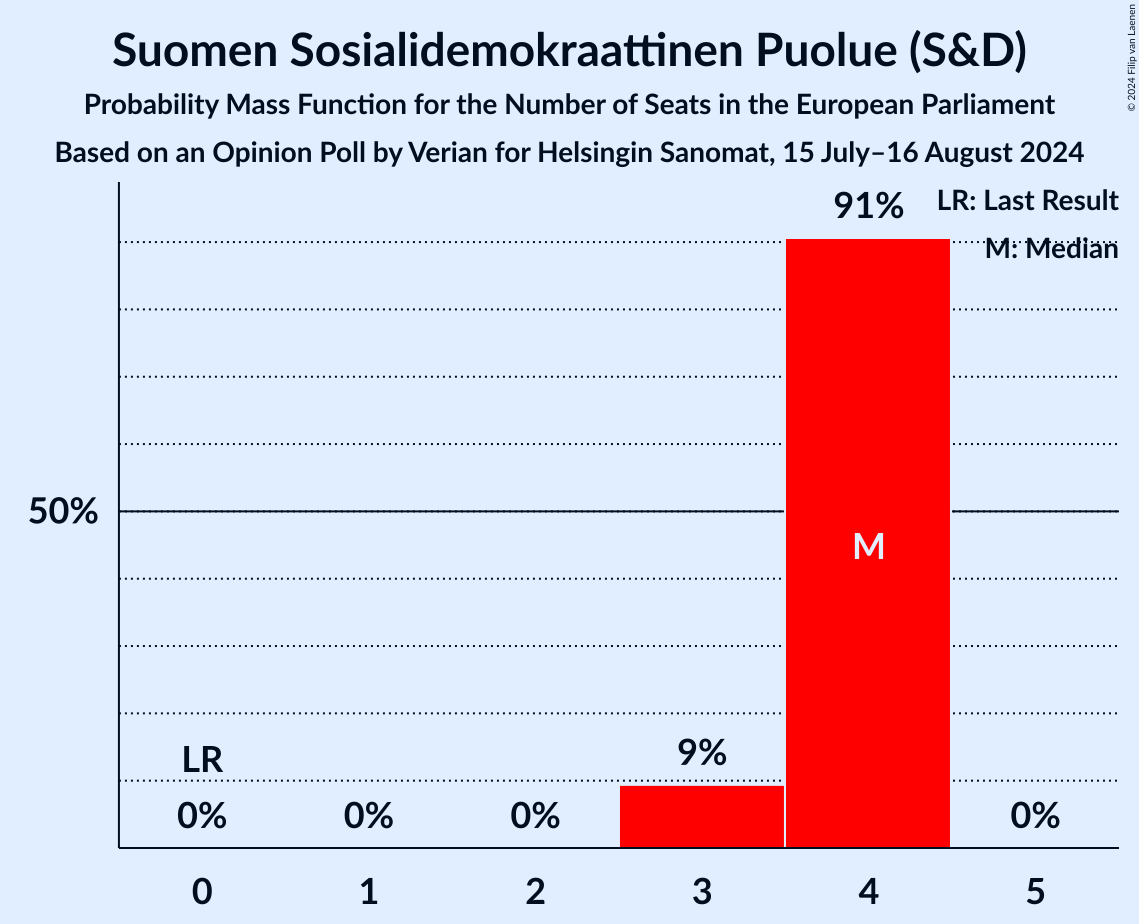 Suomen Sosialidemokraattinen Puolue (S&D)
Probability Mass Function for the Number of Seats in the European Parliament
Based on an Opinion Poll by Verian for Helsingin Sanomat, 15 July–16 August 2024
© 2024 Filip van Laenen
LR: Last Result
M: Median
91%
50%
M
LR
9%
0%
0%
0%
0%
0
1
2
3
4
5